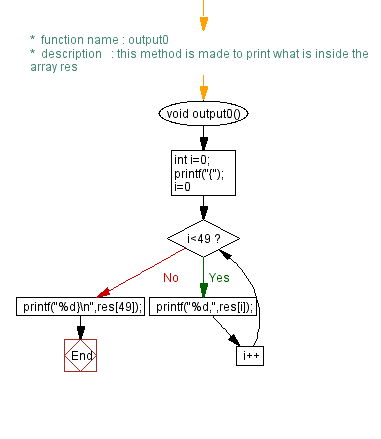 *  function name : output0
*  description   : this method is made to print what is inside the
array res
void output0()
int i=0;
printf("{");
i=0
i<49 ?
No
Yes
printf("%d}\n",res[49]);
printf("%d,",res[i]);
End
i++